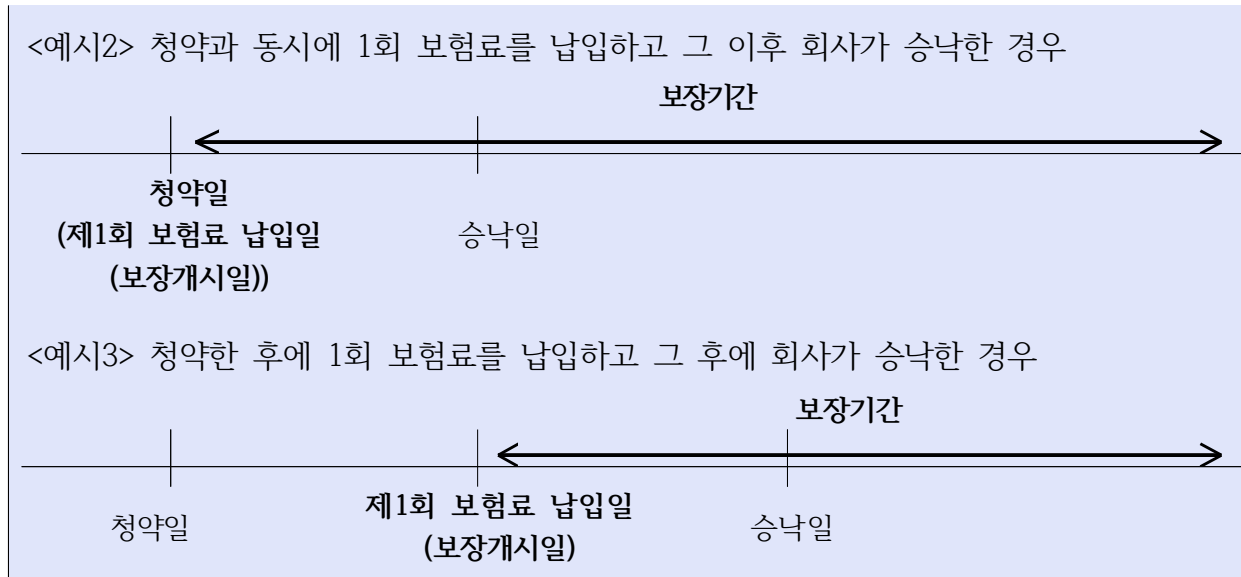 <예시2> 청약과 동시에 1회 보험료를 납입하고 그 이후 회사가 승낙한 경우
보장기간
청약일
(제1회 보험료 납입일
(보장개시일))
승낙일
<예시3> 청약한 후에 1회 보험료를 납입하고 그 후에 회사가 승낙한 경우
보장기간
청약일
제1회 보험료 납입일
(보장개시일)
승낙일